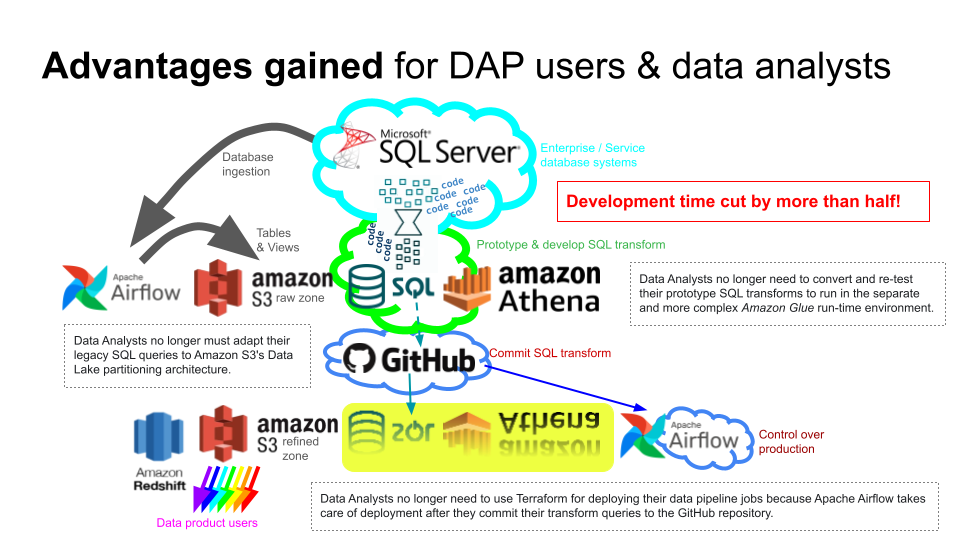 Advantages gained for DAP users & data analysts
Microsoft®
SQL Server®
Enterprise / Service
database systems
Database
ingestion
code
code
code
code
code
code
code
code
code
Development time cut by more than half!
Tables
& Views
Prototype & develop SQL transform
Apache
Airflow
amazon
S3 raw zone
SQL
amazon
Athena
Data Analysts no longer need to convert and re-test
their prototype SQL transforms to run in the separate
and more complex Amazon Glue run-time environment.
Data Analysts no longer must adapt their
legacy SQL queries to Amazon S3's Data
Lake partitioning architecture.
GitHub
Commit SQL transform
amazon
S3 refined
zone
SQL
Athena
amazon
Apache
Airflow
Control over
production
Amazon
Redshift
Data product users
Data Analysts no longer need to use Terraform for deploying their data pipeline jobs because Apache Airflow takes
care of deployment after they commit their transform queries to the GitHub repository.